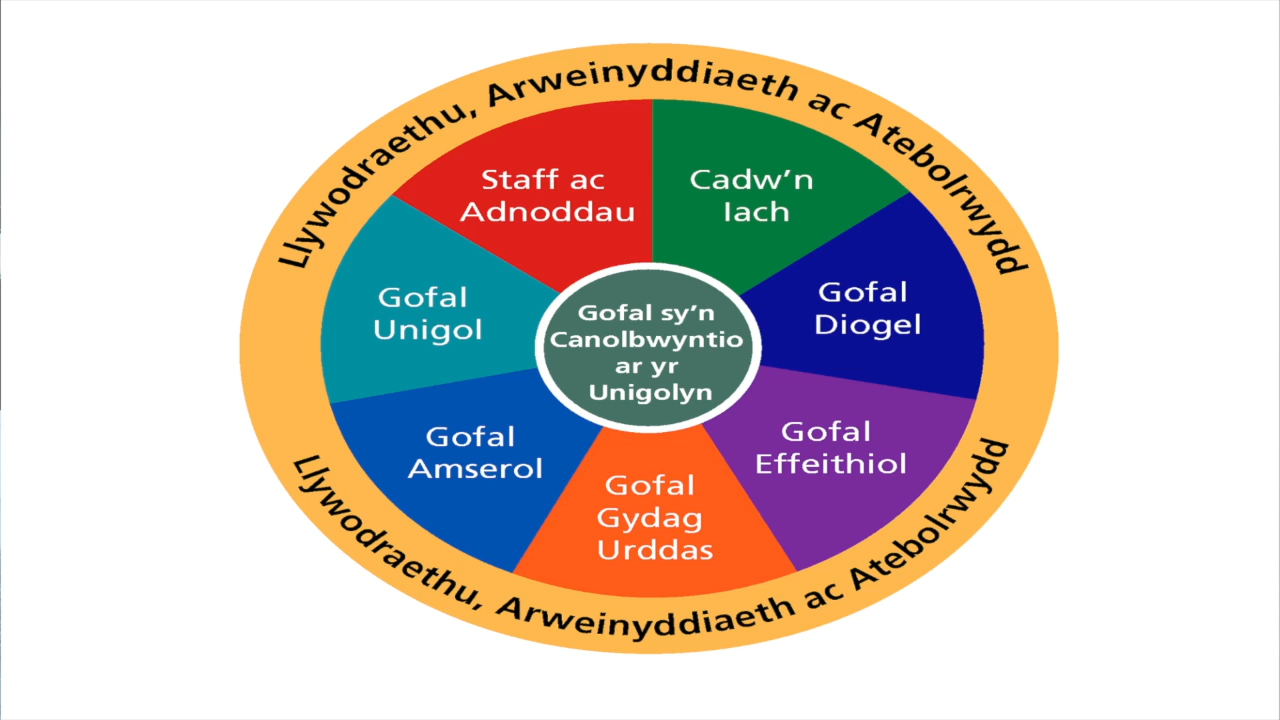 Llywodraethu, Arweinyddiaeth ac Atebolrwydd
Staff ac
Adnoddau
Cadw’n
Iach
Gofal
Diogel
Gofal
Effeithiol
Gofal
Gydag
Urddas
Gofal
Amserol
Gofal
Unigol
Gofal sy’n
Canolbwyntio
ar yr
Unigolyn
Llywodraethu, Arweinyddiaeth ac Atebolrwydd